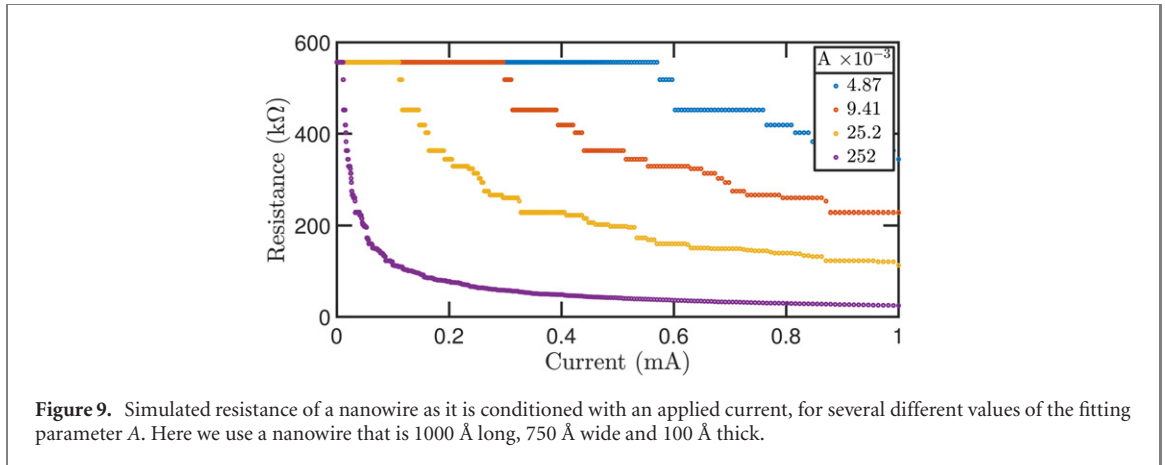 600
400
200
0
Resistance (kΩ)
A ×10⁻³
4.87
9.41
25.2
252
0 0.2 0.4 0.6 0.8 1
Current (mA)
Figure 9. Simulated resistance of a nanowire as it is conditioned with an applied current, for several different values of the fitting
parameter A. Here we use a nanowire that is 1000 Å long, 750 Å wide and 100 Å thick.